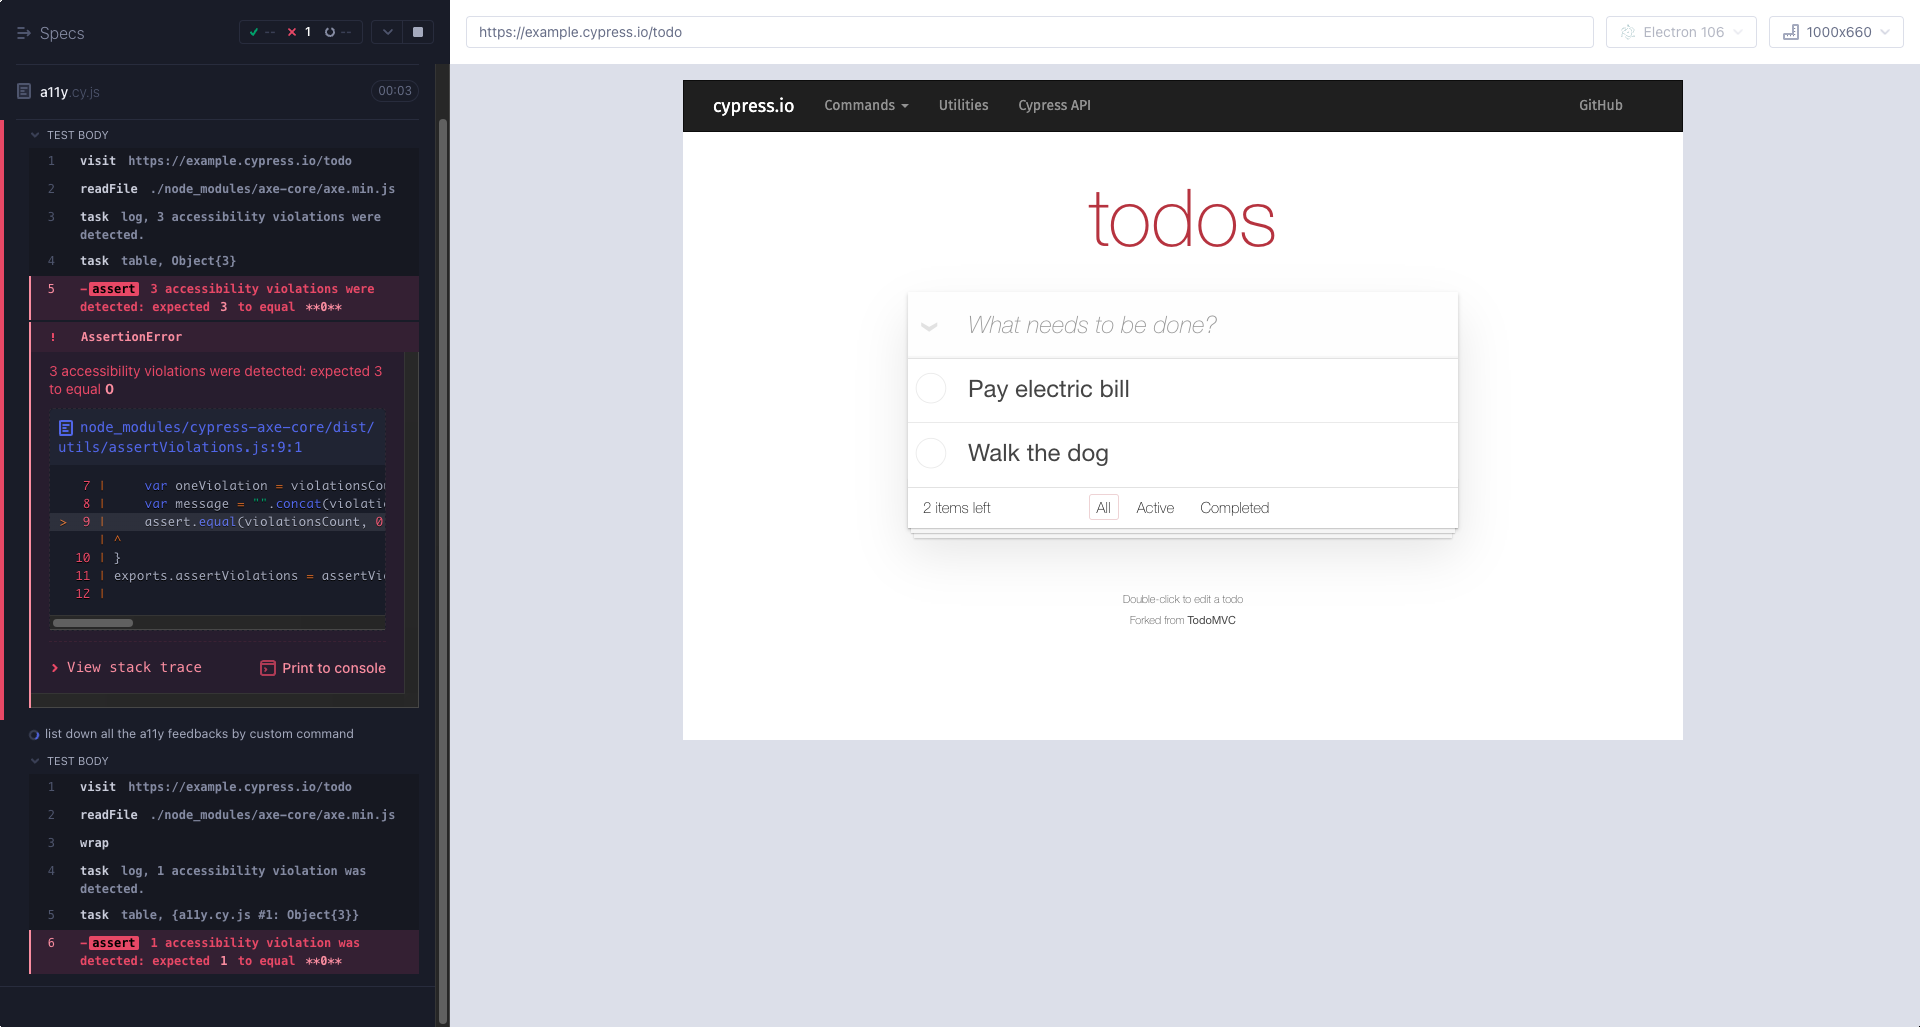 Specs
-- 1 --
https://example.cypress.io/todo
Electron 106
1000x660
a11y.cy.js
00:03
TEST BODY
1 visit https://example.cypress.io/todo
2 readFile ./node_modules/axe-core/axe.min.js
3 task log, 3 accessibility violations were
detected.
4 task table, Object{3}
5 -assert 3 accessibility violations were
detected: expected 3 to equal **0**
! AssertionError
3 accessibility violations were detected: expected 3
to equal 0
node_modules/cypress-axe-core/dist/
utils/assertViolations.js:9:1
7 | var oneViolation = violationsCou
8 | var message = "".concat(violatio
> 9 | assert.equal(violationsCount, 0
| ^
10 | }
11 | exports.assertViolations = assertVio
12 |
View stack trace
Print to console
list down all the a11y feedbacks by custom command
TEST BODY
1 visit https://example.cypress.io/todo
2 readFile ./node_modules/axe-core/axe.min.js
3 wrap
4 task log, 1 accessibility violation was
detected.
5 task table, {a11y.cy.js #1: Object{3}}
6 -assert 1 accessibility violation was
detected: expected 1 to equal **0**
cypress.io Commands Utilities Cypress API GitHub
todos
What needs to be done?
Pay electric bill
Walk the dog
2 items left All Active Completed
Double-click to edit a todo
Forked from TodoMVC